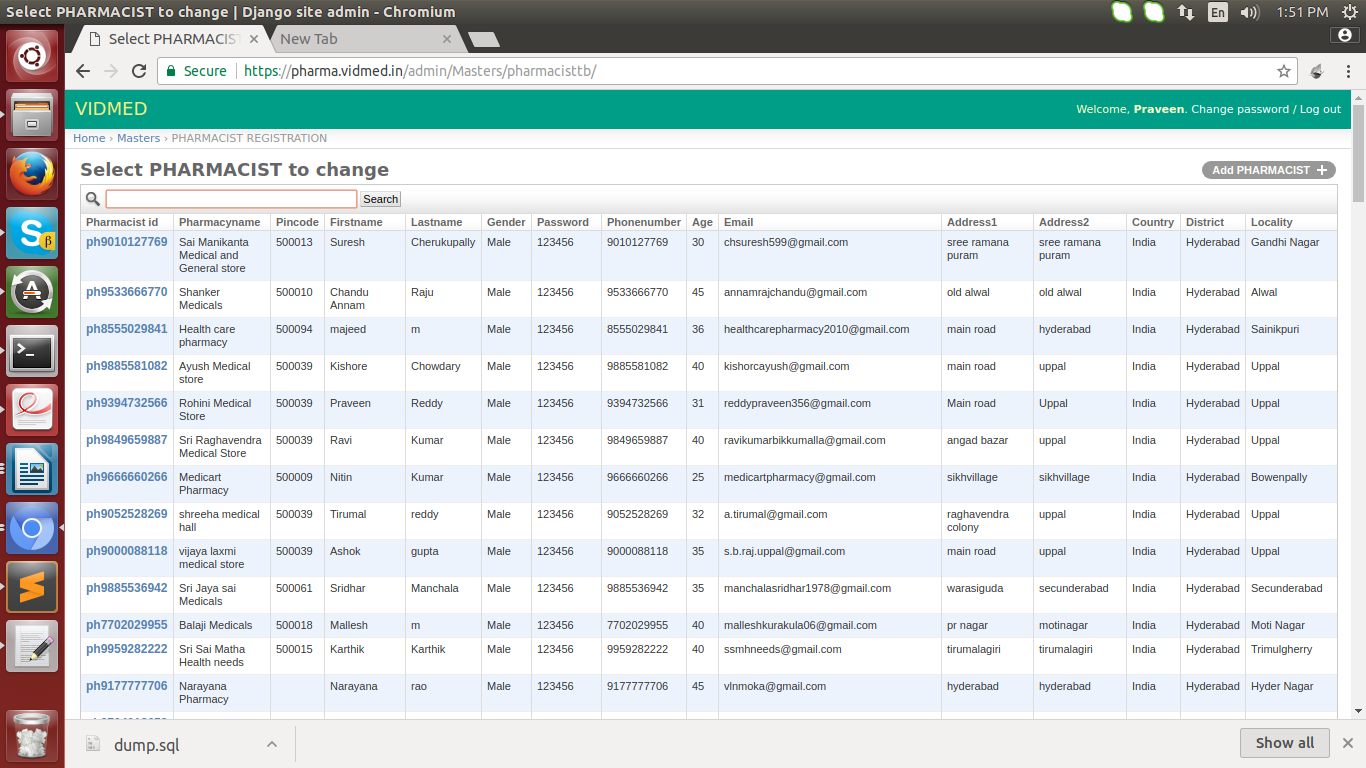 Select PHARMACIST to change | Django site admin - Chromium En 1:51 PM
Select PHARMACIST New Tab
Secure https://pharma.vidmed.in/admin/Masters/pharmacisttb/
VIDMED Welcome, Praveen. Change password / Log out
Home › Masters › PHARMACIST REGISTRATION
Select PHARMACIST to change Add PHARMACIST +
Search
Pharmacist id Pharmacyname Pincode Firstname Lastname Gender Password Phonenumber Age Email Address1 Address2 Country District Locality
ph9010127769 Sai Manikanta 500013 Suresh Cherukupally Male 123456 9010127769 30 chsuresh599@gmail.com sree ramana sree ramana India Hyderabad Gandhi Nagar
Medical and puram puram
General store
ph9533666770 Shanker 500010 Chandu Raju Male 123456 9533666770 45 annamrajchandu@gmail.com old alwal old alwal India Hyderabad Alwal
Medicals Annam
ph8555029841 Health care 500094 majeed m Male 123456 8555029841 36 healthcarepharmacy2010@gmail.com main road hyderabad India Hyderabad Sainikpuri
pharmacy
ph9885581082 Ayush Medical 500039 Kishore Chowdary Male 123456 9885581082 40 kishorcayush@gmail.com main road uppal India Hyderabad Uppal
store
ph9394732566 Rohini Medical 500039 Praveen Reddy Male 123456 9394732566 31 reddypraveen356@gmail.com Main road Uppal India Hyderabad Uppal
Store
ph9849659887 Sri Raghavendra 500039 Ravi Kumar Male 123456 9849659887 40 ravikumarbikkumalla@gmail.com angad bazar uppal India Hyderabad Uppal
Medical Store
ph9666660266 Medicart 500009 Nitin Kumar Male 123456 9666660266 25 medicartpharmacy@gmail.com sikhvillage sikhvillage India Hyderabad Bowenpally
Pharmacy
ph9052528269 shreeha medical 500039 Tirumal reddy Male 123456 9052528269 32 a.tirumal@gmail.com raghavendra uppal India Hyderabad Uppal
hall colony
ph9000088118 vijaya laxmi 500039 Ashok gupta Male 123456 9000088118 35 s.b.raj.uppal@gmail.com main road uppal India Hyderabad Uppal
medical store
ph9885536942 Sri Jaya sai 500061 Sridhar Manchala Male 123456 9885536942 35 manchalasridhar1978@gmail.com warasiguda secunderabad India Hyderabad Secunderabad
Medicals
ph7702029955 Balaji Medicals 500018 Mallesh m Male 123456 7702029955 40 malleshkurakula06@gmail.com pr nagar motinagar India Hyderabad Moti Nagar
ph9959282222 Sri Sai Matha 500015 Karthik Karthik Male 123456 9959282222 40 ssmhneeds@gmail.com tirumalagiri tirumalagiri India Hyderabad Trimulgherry
Health needs
ph9177777706 Narayana Narayana rao Male 123456 9177777706 45 vlnmoka@gmail.com hyderabad hyderabad India Hyderabad Hyder Nagar
Pharmacy
dump.sql Show all